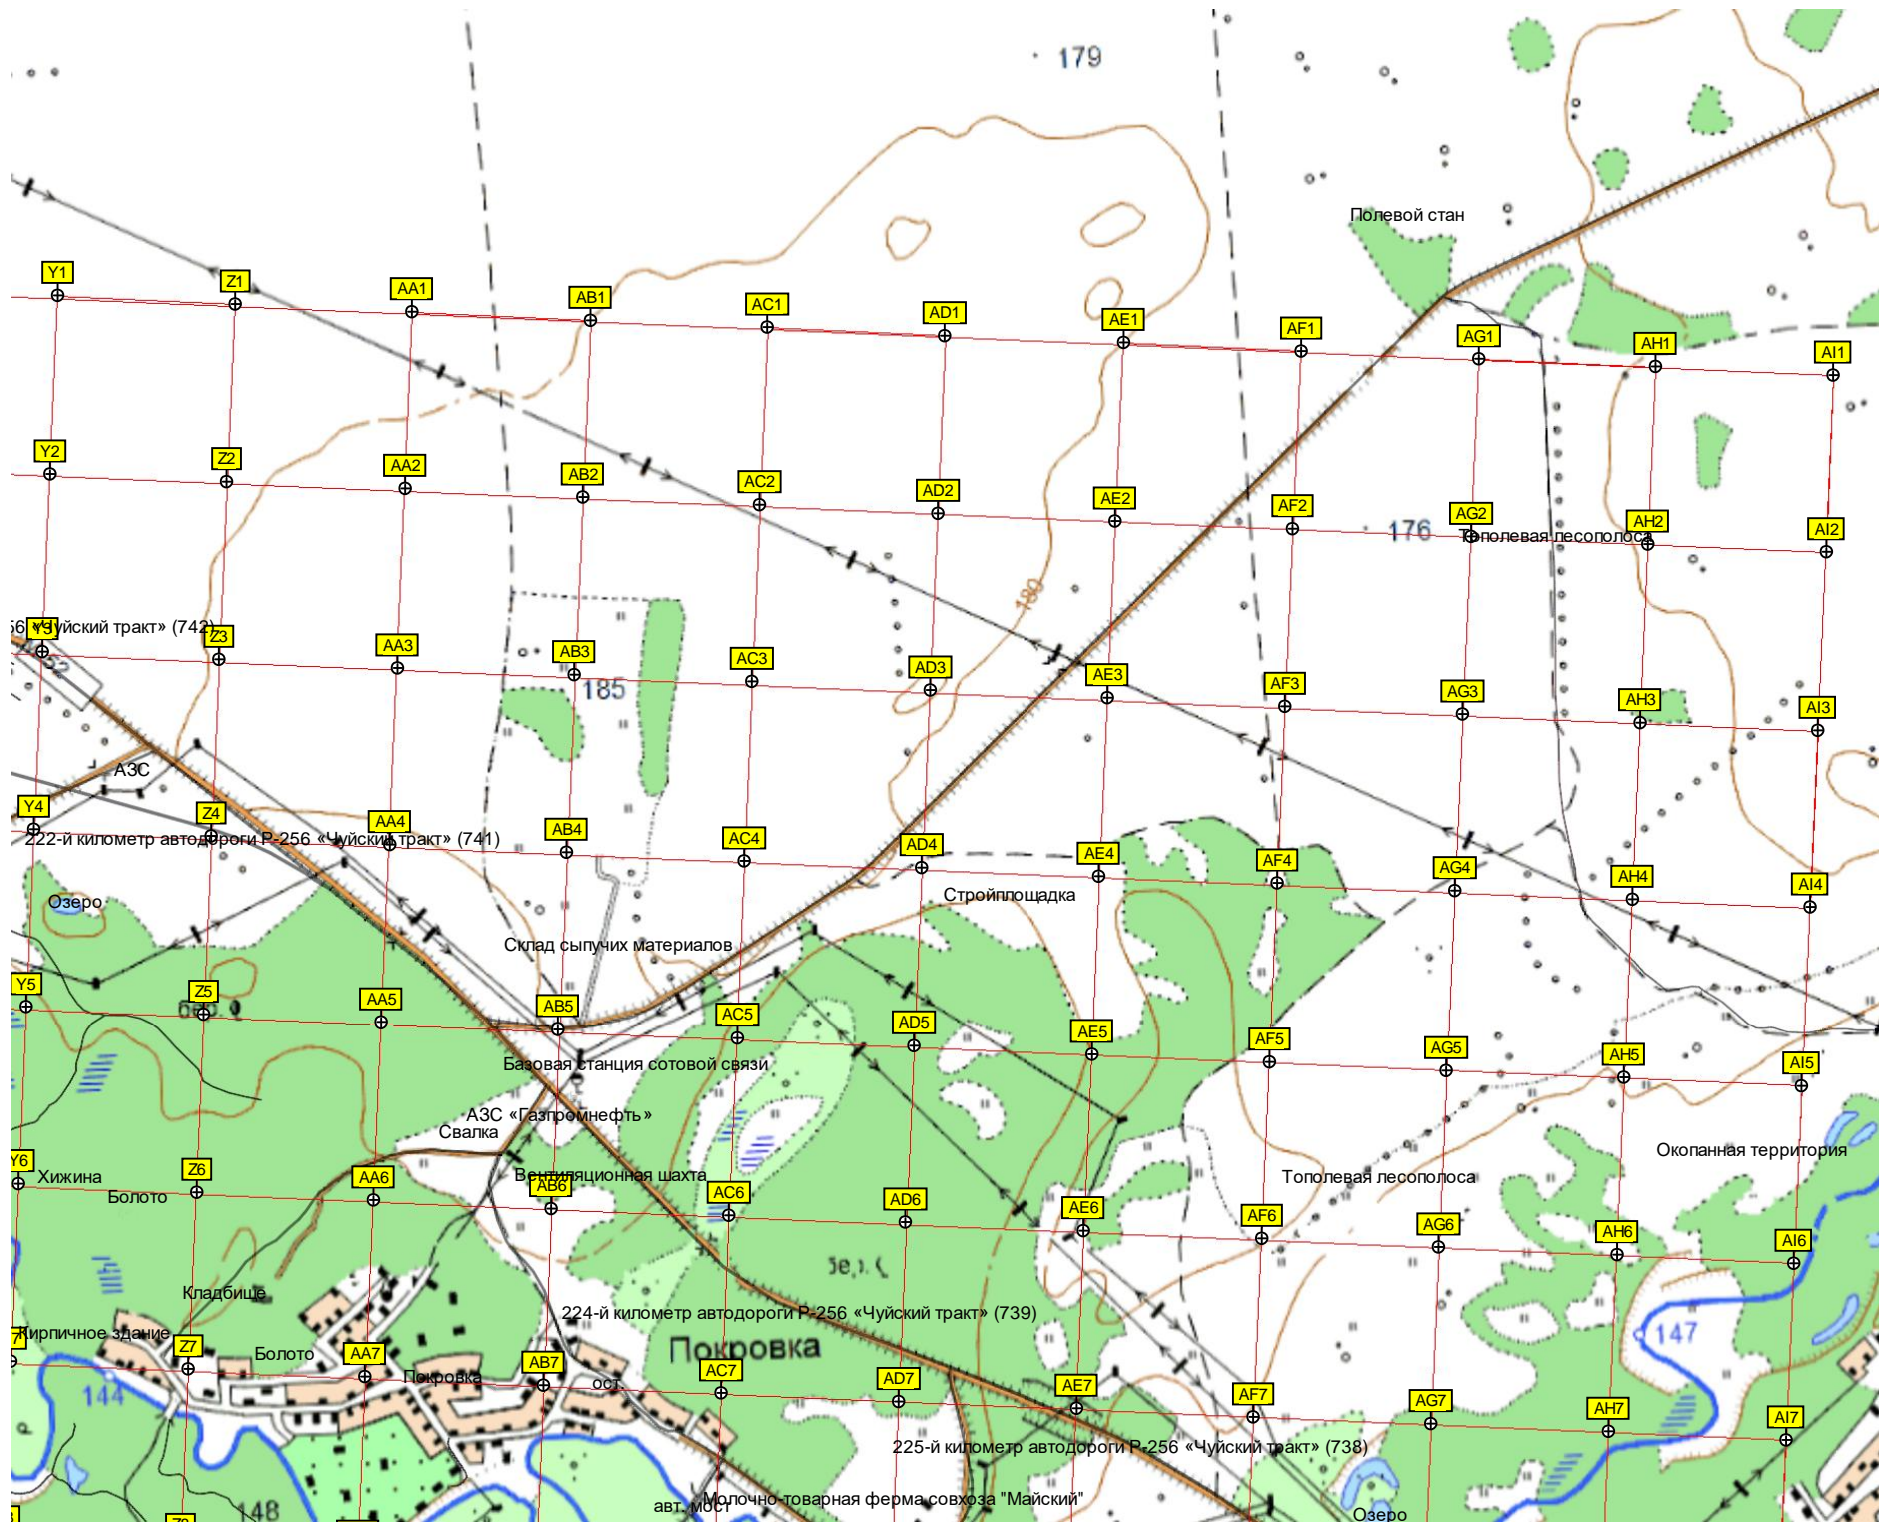 179
Полевой стан
Y1
Z1
AA1
AB1
AC1
AD1
AE1
AF1
AG1
AH1
AI1
Y2
Z2
AA2
AB2
AC2
AD2
AE2
AF2
176
AG2
AH2
AI2
Тополевая лесополоса
180
«Чуйский тракт» (742)
Y3
Z3
AA3
AB3
AC3
AD3
AE3
AF3
AG3
AH3
AI3
185
АЗС
Y4
Z4
AA4
AB4
AC4
AD4
AE4
AF4
AG4
AH4
AI4
222-й километр автодороги Р-256 «Чуйский тракт» (741)
Озеро
Стройплощадка
Склад сыпучих материалов
Y5
Z5
AA5
AB5
AC5
AD5
AE5
AF5
AG5
AH5
AI5
Базовая станция сотовой связи
АЗС «Газпромнефть»
Свалка
Окопанная территория
Y6
Хижина
Z6
Болото
AA6
Вентиляционная шахта
AB6
AC6
AD6
AE6
AF6
Тополевая лесополоса
AG6
AH6
AI6
Кладбище
224-й километр автодороги Р-256 «Чуйский тракт» (739)
Кирпичное здание
Покровка
147
Z7
Болото
AA7
Покровка
AB7
ост.
AC7
AD7
AE7
AF7
AG7
AH7
AI7
144
225-й километр автодороги Р-256 «Чуйский тракт» (738)
148
авт. мост
Молочно-товарная ферма совхоза "Майский"
Озеро